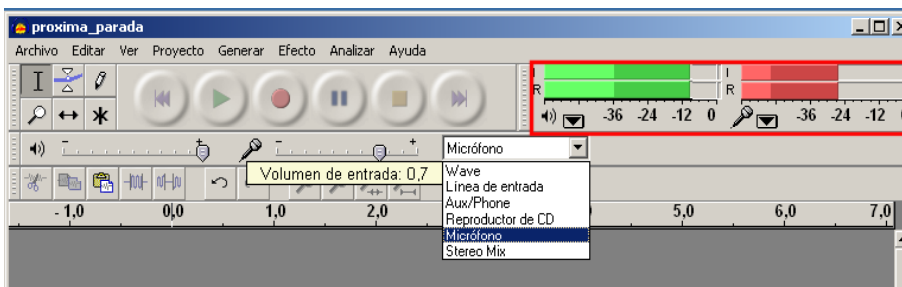 proxima_parada
Archivo Editar Ver Proyecto Generar Efecto Analizar Ayuda
I I
R R
-36 -24 -12 0 -36 -24 -12
Micrófono
Volumen de entrada: 0,7
Wave
Línea de entrada
Aux/Phone
Reproductor de CD
Micrófono
Stereo Mix
- 1,0 0,0 1,0 2,0 5,0 6,0 7,0